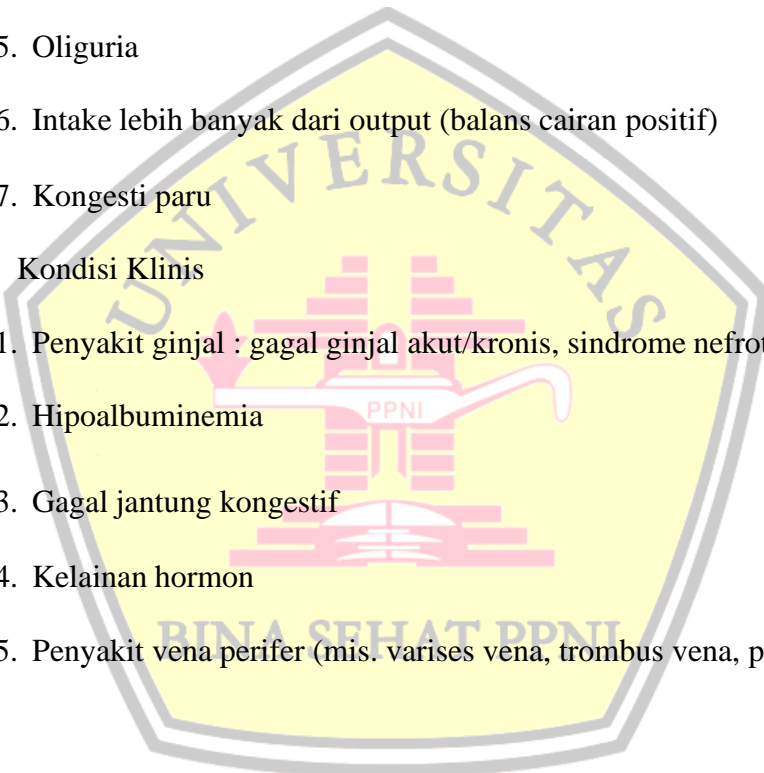 5. Oliguria
6. Intake lebih banyak dari output (balans cairan positif)
7. Kongesti paru
Kondisi Klinis
1. Penyakit ginjal : gagal ginjal akut/kronis, sindrome nefrot
2. Hipoalbuminemia
3. Gagal jantung kongestif
4. Kelainan hormon
5. Penyakit vena perifer (mis. varises vena, trombus vena, p
UNIVERSITAS
PPNI
BINA SEHAT PPNI